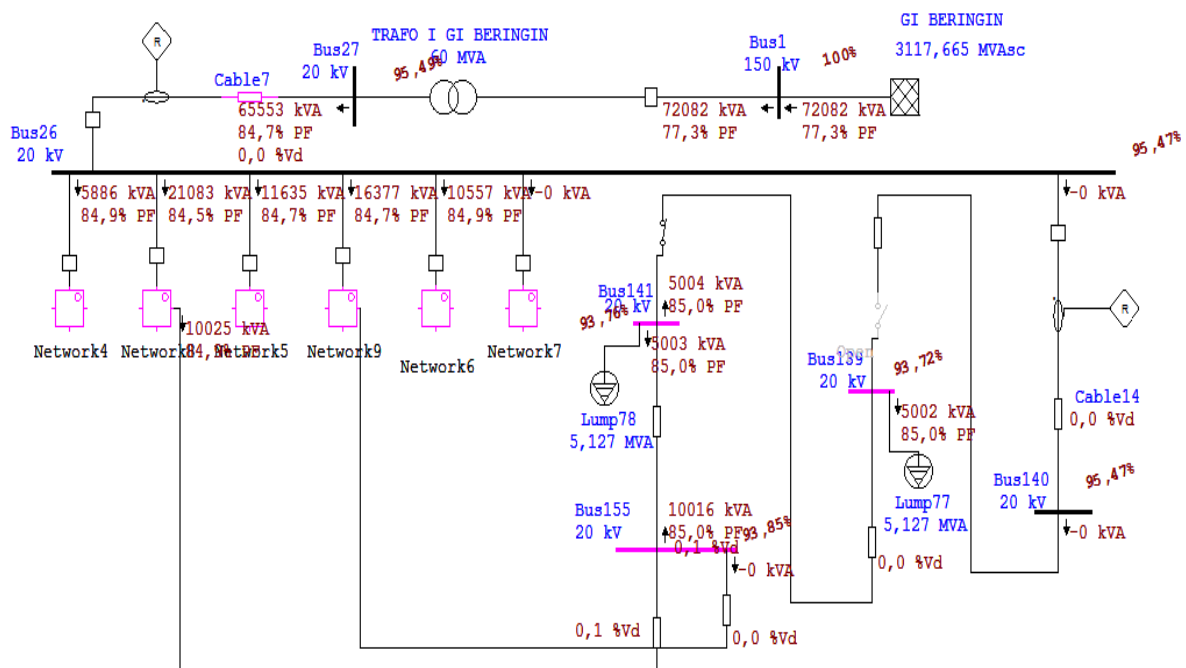 GI BERINGIN
3117,665 MVAsc
TRAFO I GI BERINGIN
60 MVA
Bus1
150 kV
100%
Bus27
20 kV
95,49%
R
Cable7
65553 kVA
84,7% PF
0,0 %Vd
72082 kVA
77,3% PF
72082 kVA
77,3% PF
Bus26
20 kV
95,47%
5886 kVA
84,9% PF
21083 kVA
84,5% PF
11635 kVA
84,7% PF
16377 kVA
84,7% PF
10557 kVA
84,9% PF
-0 kVA
-0 kVA
Network4
Network5
Network9
Network6
Network7
10025 kVA
Bus141
20 kV
93,76%
5004 kVA
85,0% PF
5003 kVA
85,0% PF
Lump78
5,127 MVA
Open
Bus139
20 kV
93,72%
5002 kVA
85,0% PF
Lump77
5,127 MVA
R
Cable14
0,0 %Vd
Bus140
20 kV
95,47%
-0 kVA
Bus155
20 kV
10016 kVA
85,0% PF
93,85%
0,1 %Vd
-0 kVA
0,0 %Vd
0,1 %Vd
0,0 %Vd